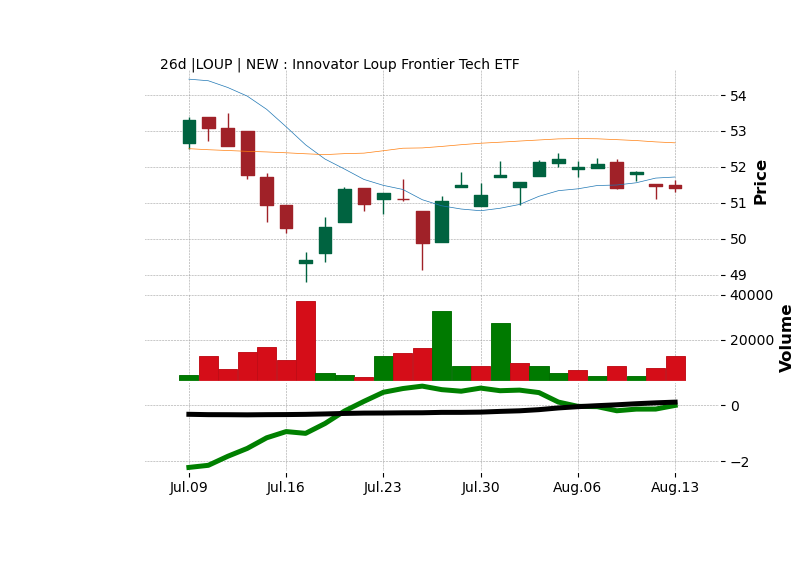 26d |LOUP | NEW : Innovator Loup Frontier Tech ETF
54
53
52
51
50
49
Price
40000
20000
Volume
0
−2
Jul.09 Jul.16 Jul.23 Jul.30 Aug.06 Aug.13